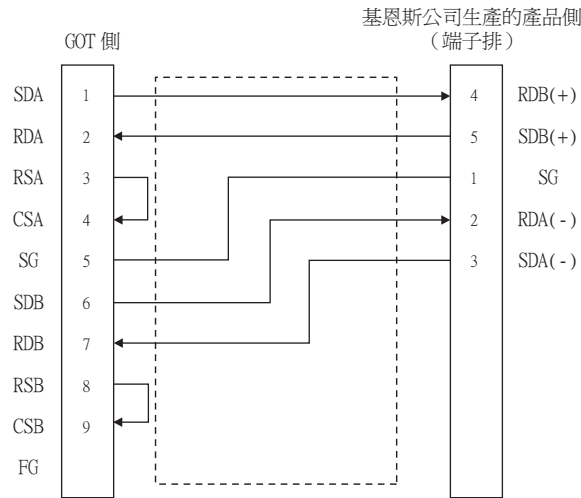 基恩斯公司生產的產品側
GOT 側
（端子排）
SDA 1 4 RDB(+)
RDA 2 5 SDB(+)
RSA 3 1 SG
CSA 4 2 RDA(-)
SG 5 3 SDA(-)
SDB 6
RDB 7
RSB 8
CSB 9
FG